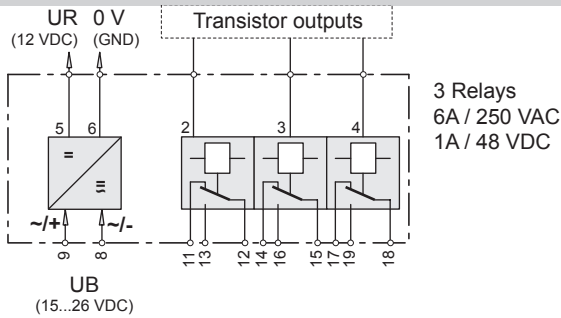 UR 0 V
(12 VDC) (GND)
Transistor outputs
3 Relays
6A / 250 VAC
1A / 48 VDC
5 6 2 3 4
=
≅
~/+ ~/-
9 8 11 13 12 14 16 15 17 19 18
UB
(15...26 VDC)